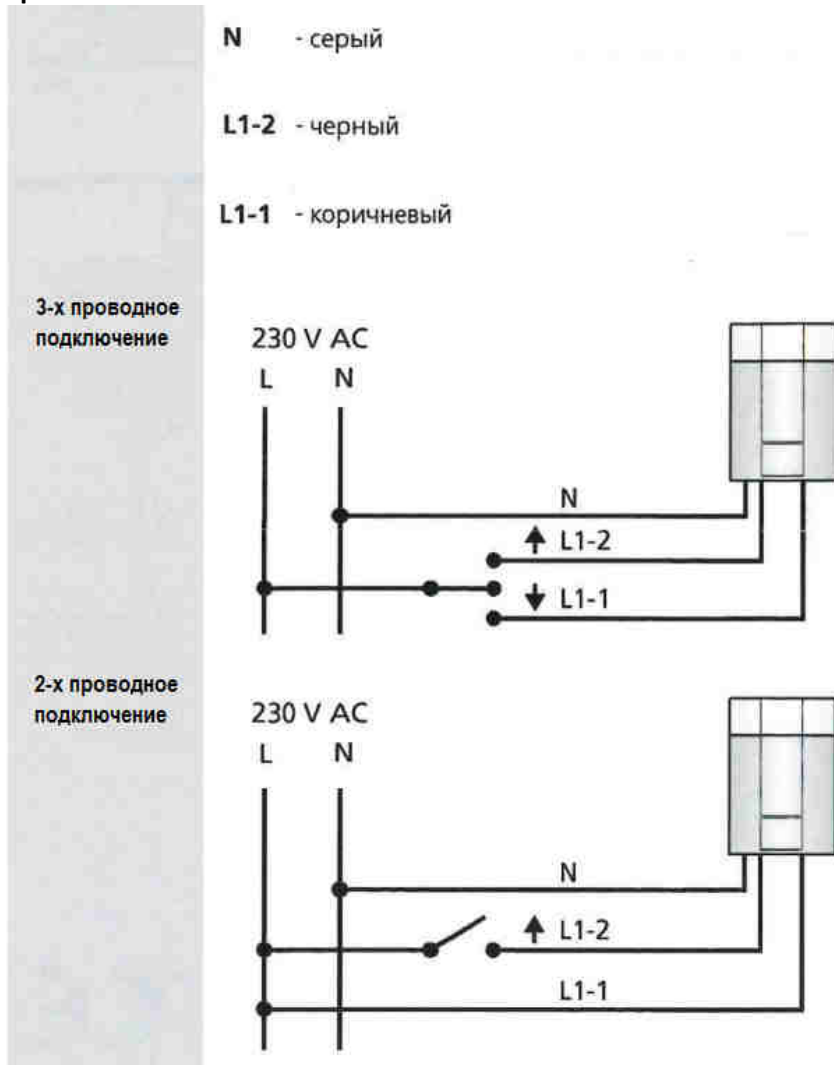 N - серый
L1-2 - черный
L1-1 - коричневый
3-х проводное
подключение
230 V AC
L N
N
L1-2
L1-1
2-х проводное
подключение
230 V AC
L N
N
L1-2
L1-1